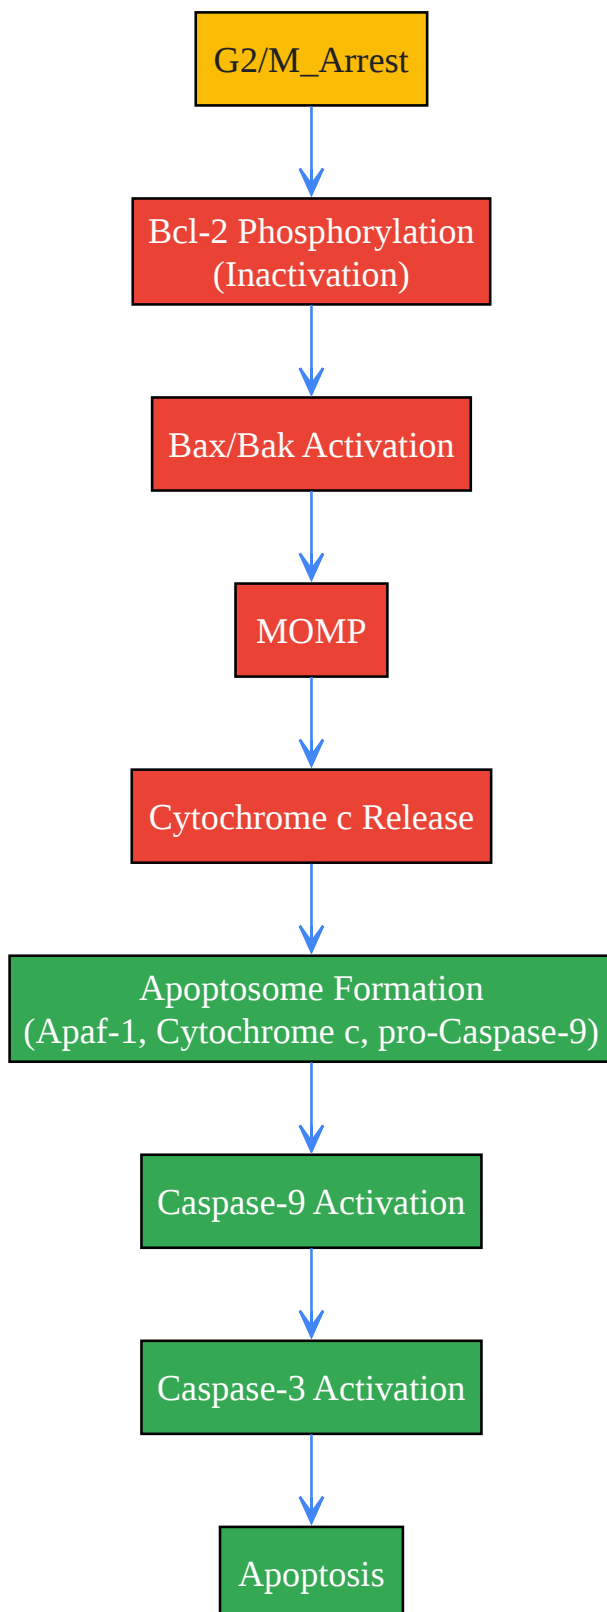 G2/M_Arrest
Bcl-2 Phosphorylation
(Inactivation)
Bax/Bak Activation
MOMP
Cytochrome c Release
Apoptosome Formation
(Apaf-1, Cytochrome c, pro-Caspase-9)
Caspase-9 Activation
Caspase-3 Activation
Apoptosis